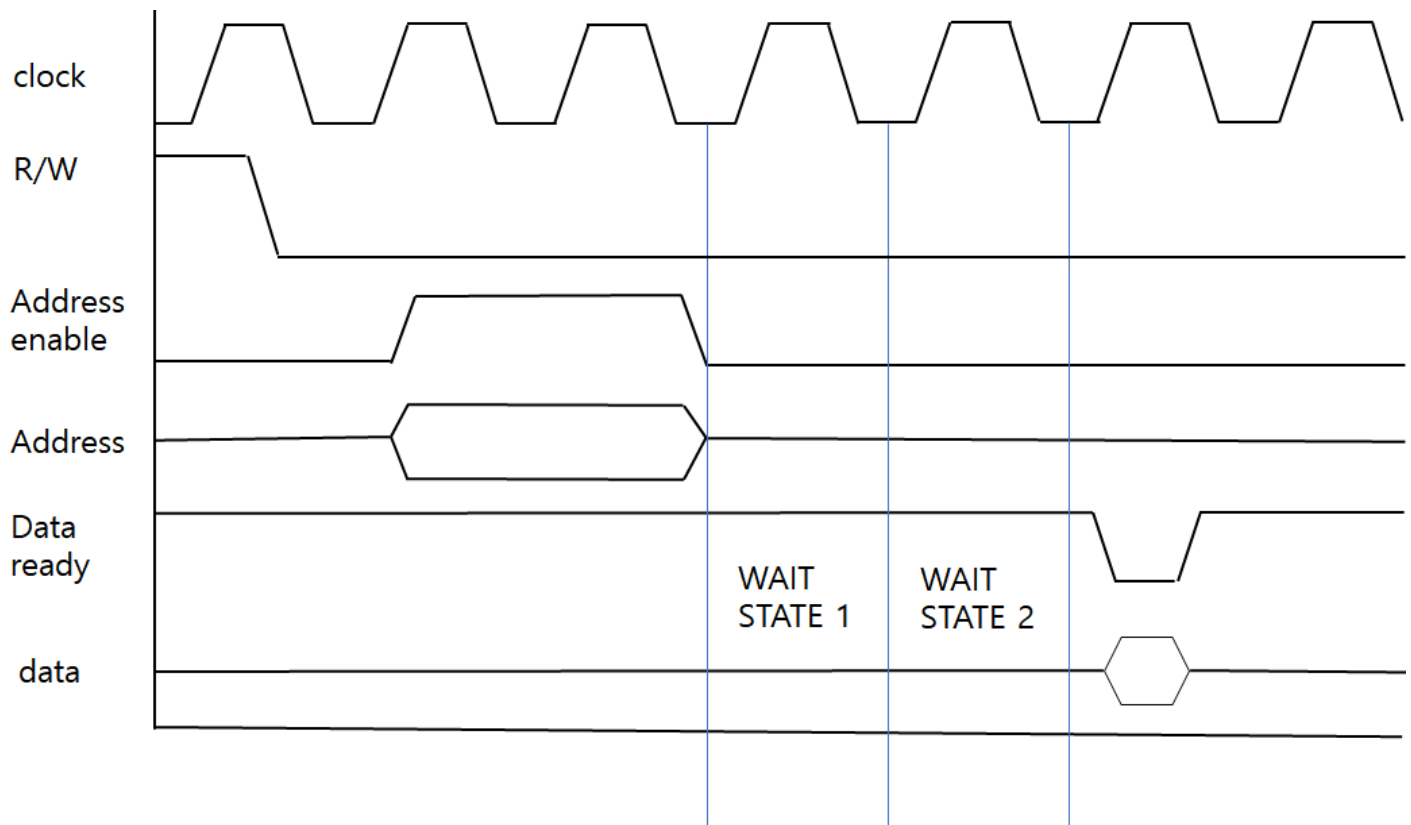 clock
R/W
Address
enable
Address
Data
ready
WAIT
STATE 1
WAIT
STATE 2
data